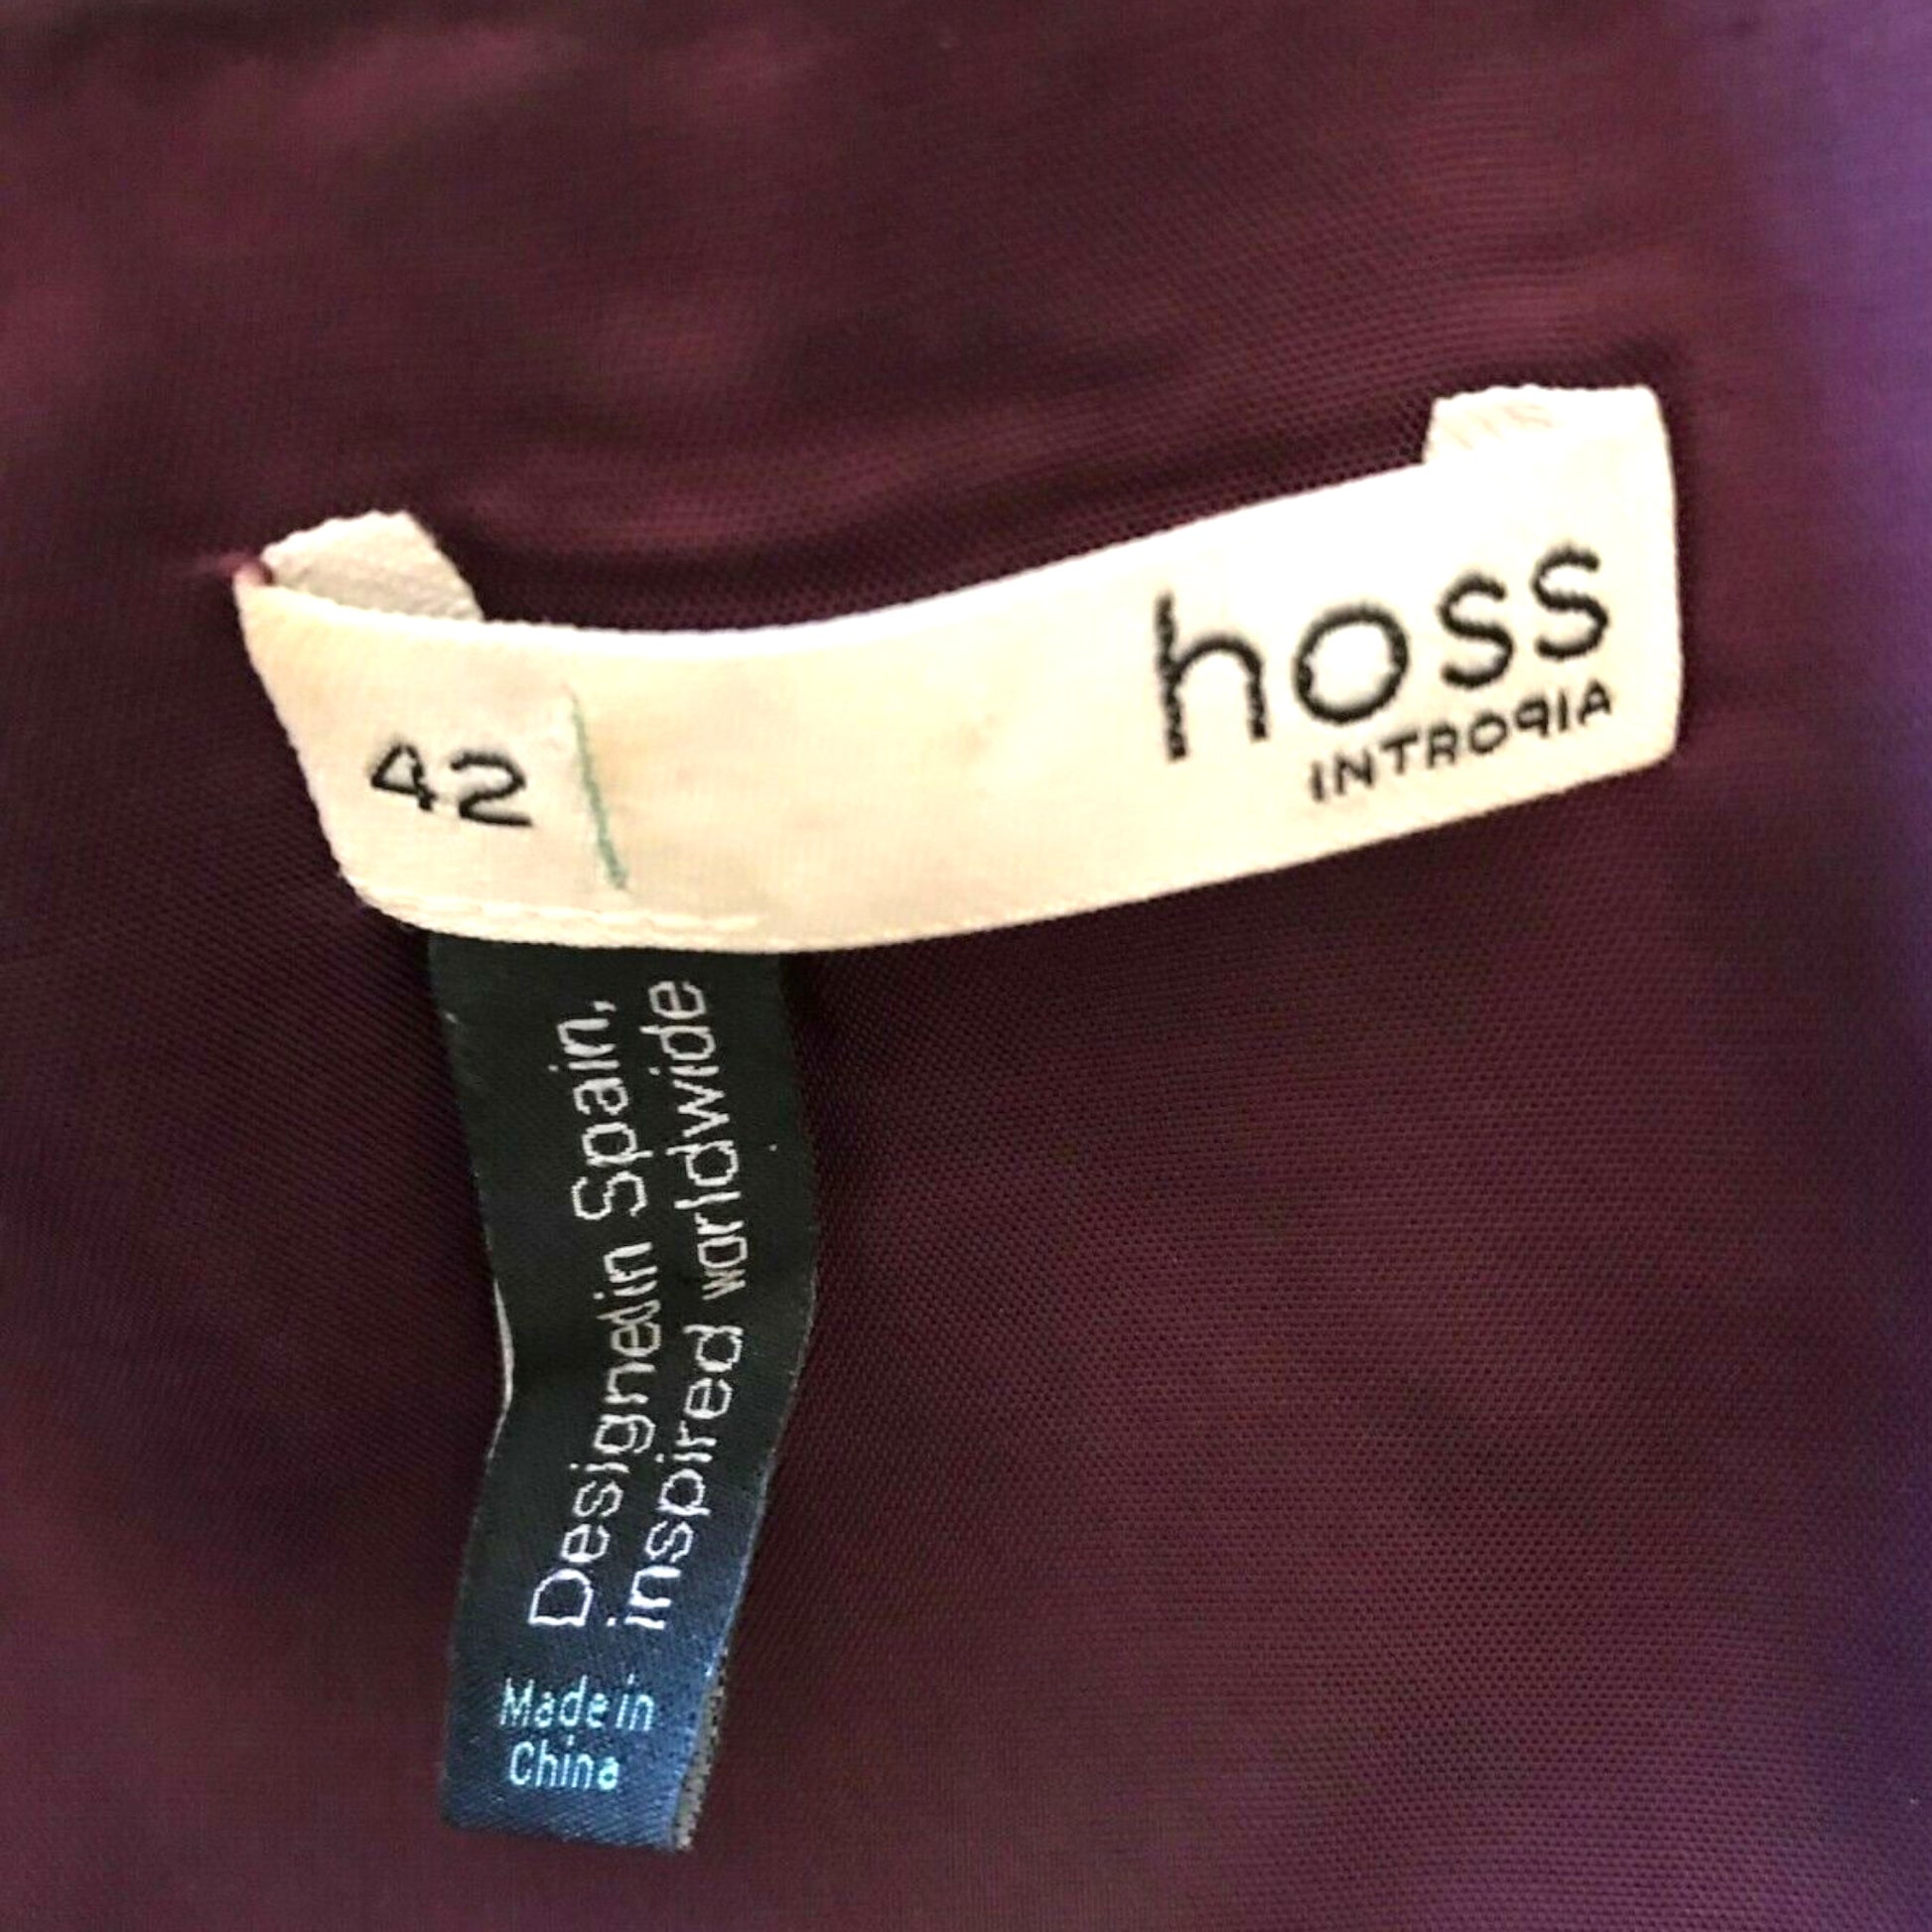 42
hoss
INTROPIA
Designed in Spain,
inspired worldwide
Made in
China